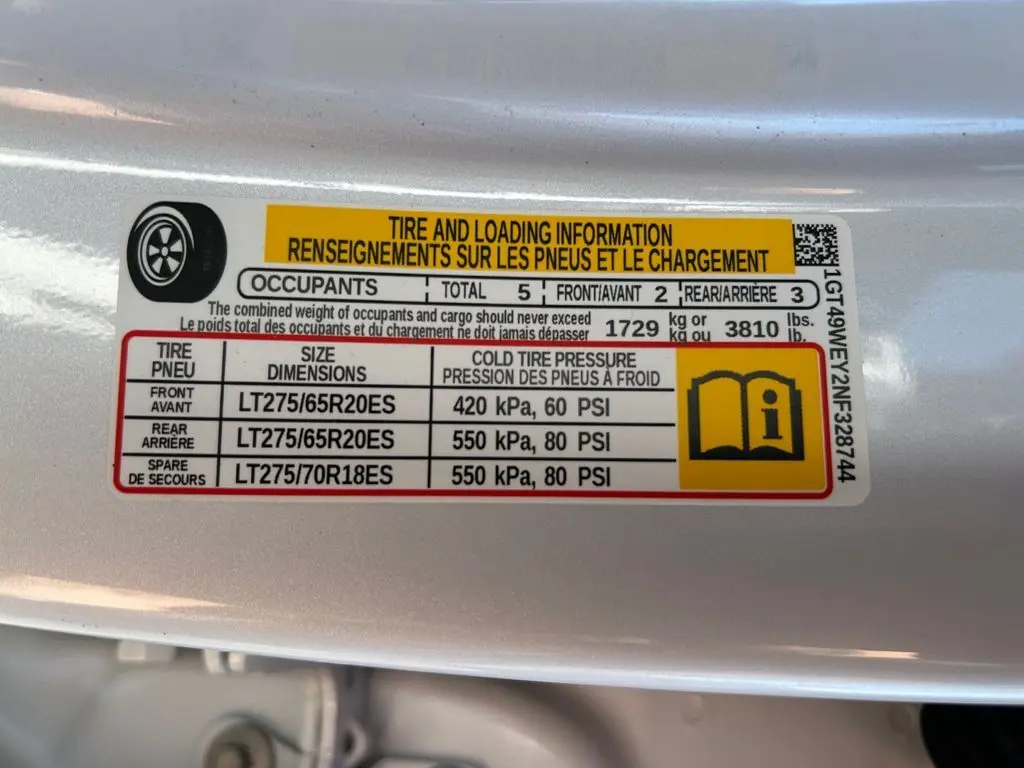 TIRE AND LOADING INFORMATION
RENSEIGNEMENTS SUR LES PNEUS ET LE CHARGEMENT
OCCUPANTS TOTAL 5 FRONT/AVANT 2 REAR/ARRIÈRE 3
The combined weight of occupants and cargo should never exceed
Le poids total des occupants et du chargement ne doit jamais dépasser
1729 kg or 3810 lbs.
kg ou lb.
TIRE SIZE COLD TIRE PRESSURE
PNEU DIMENSIONS PRESSION DES PNEUS À FROID
FRONT
AVANT LT275/65R20ES 420 kPa, 60 PSI
REAR
ARRIÈRE LT275/65R20ES 550 kPa, 80 PSI
SPARE
DE SECOURS LT275/70R18ES 550 kPa, 80 PSI
i
1GT49WEY2NF328744